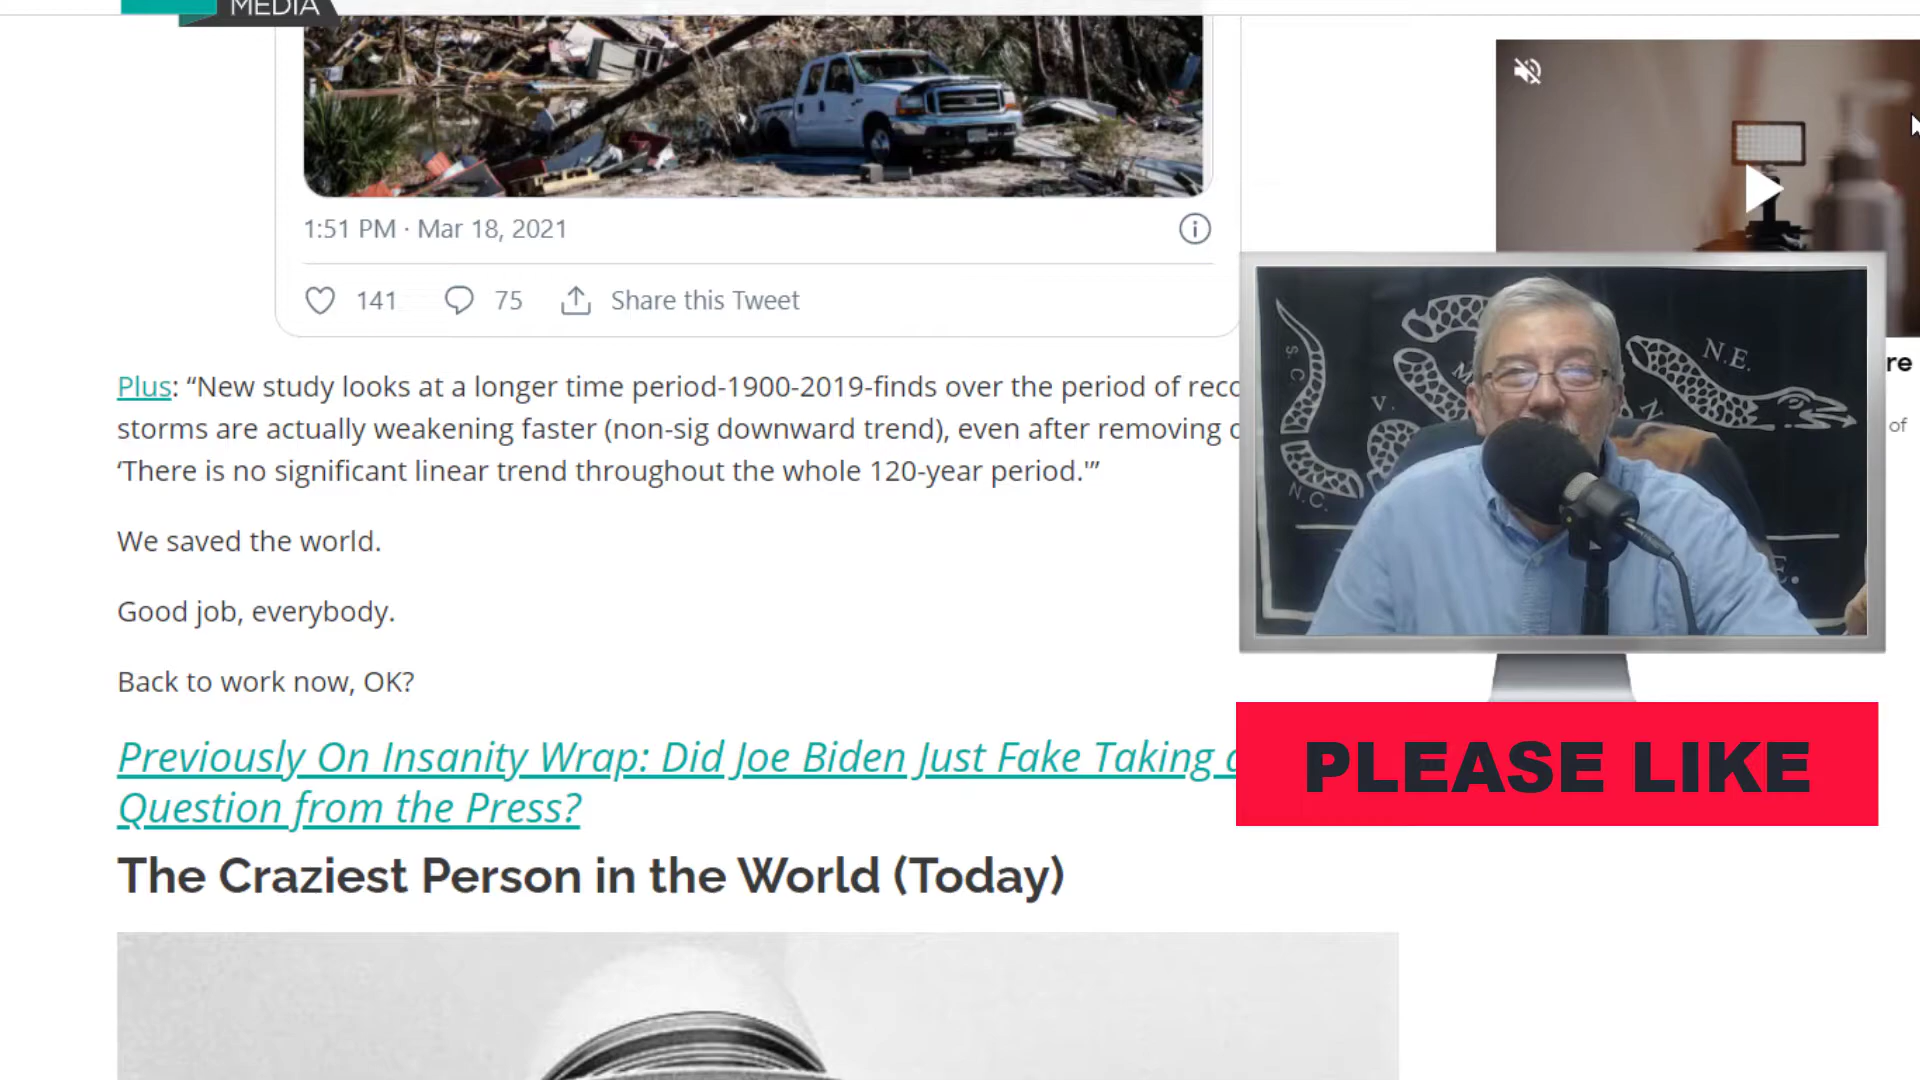 MEDIA
1:51 PM · Mar 18, 2021
141 75 Share this Tweet
Plus: “New study looks at a longer time period-1900-2019-finds over the period of
storms are actually weakening faster (non-sig downward trend), even after removing
‘There is no significant linear trend throughout the whole 120-year period.'”
We saved the world.
Good job, everybody.
Back to work now, OK?
Previously On Insanity Wrap: Did Joe Biden Just Fake Taking
Question from the Press?
The Craziest Person in the World (Today)
re
of
S. C.
N.C.
V.
M
N
N.E.
E.
PLEASE LIKE